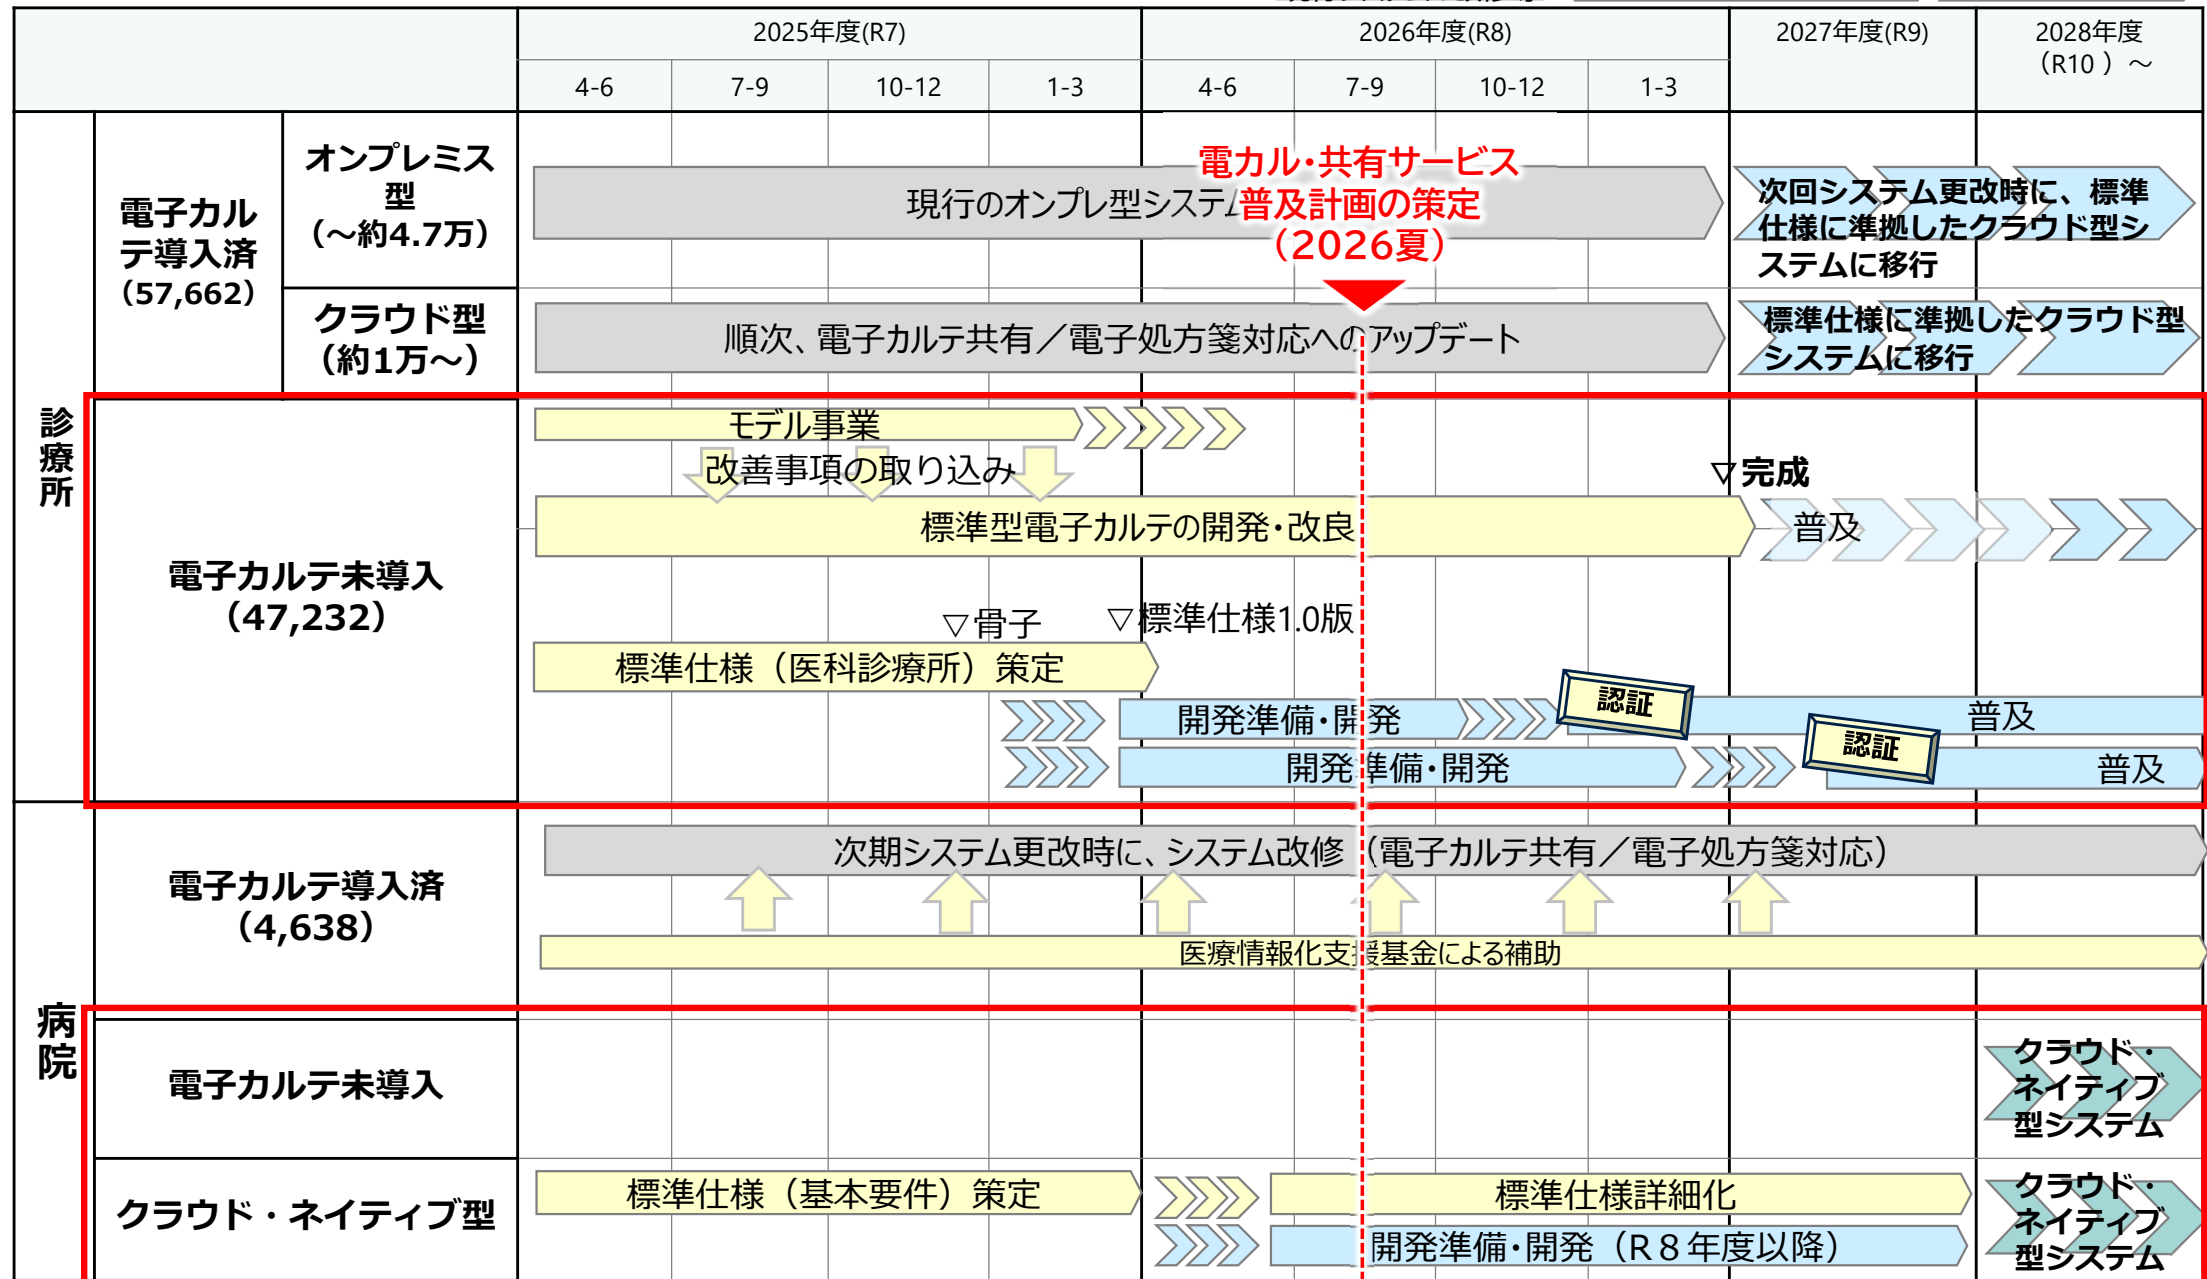 2025年度(R7)
2026年度(R8)
2027年度(R9)
2028年度
（R10 ）～
4-6
7-9
10-12
1-3
4-6
7-9
10-12
1-3
診療所
電子カル
テ導入済
（57,662）
オンプレミス
型
（～約4.7万）
現行のオンプレ型システム
電カル・共有サービス
普及計画の策定
（2026夏）
次回システム更改時に、標準
仕様に準拠したクラウド型シ
ステムに移行
クラウド型
（約1万～）
順次、電子カルテ共有／電子処方箋対応へのアップデート
標準仕様に準拠したクラウド型
システムに移行
電子カルテ未導入
（47,232）
モデル事業
改善事項の取り込み
▽完成
標準型電子カルテの開発・改良
普及
▽骨子
▽標準仕様1.0版
標準仕様（医科診療所）策定
開発準備・開発
認証
普及
開発準備・開発
認証
普及
病院
電子カルテ導入済
（4,638）
次期システム更改時に、システム改修（電子カルテ共有／電子処方箋対応）
医療情報化支援基金による補助
電子カルテ未導入
クラウド・
ネイティブ
型システム
クラウド・ネイティブ型
標準仕様（基本要件）策定
標準仕様詳細化
開発準備・開発（R８年度以降）
クラウド・
ネイティブ
型システム